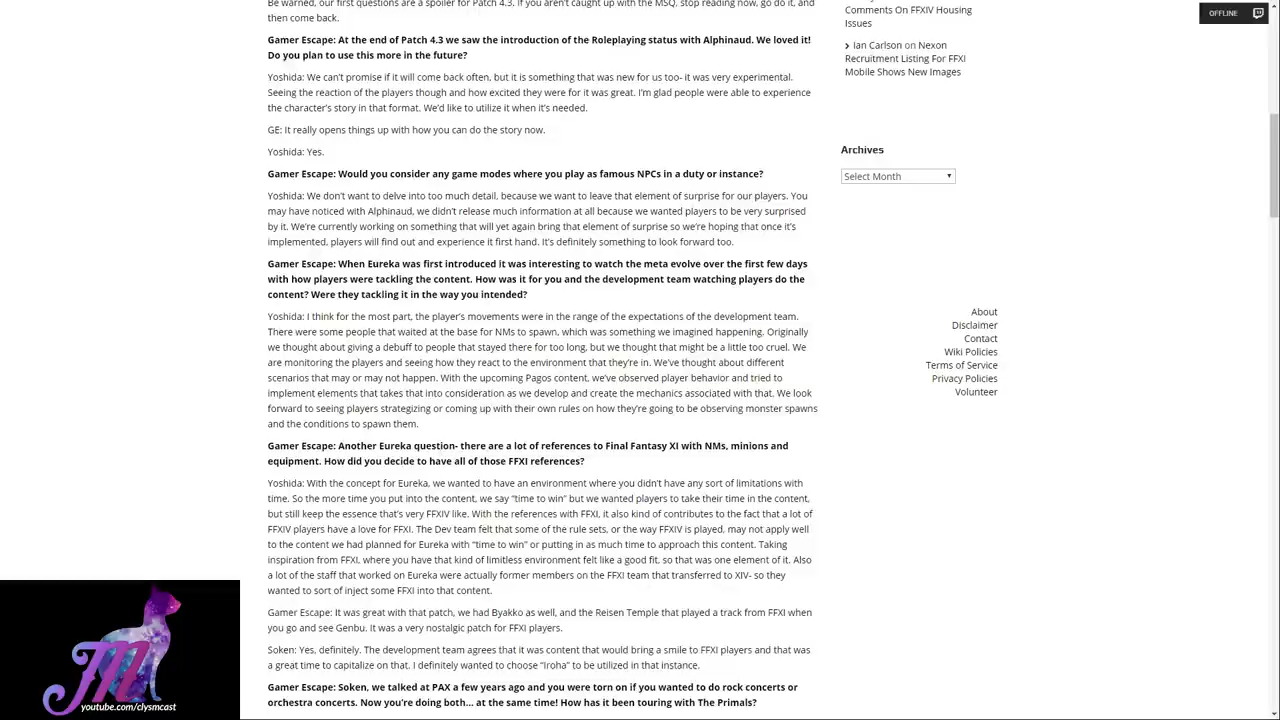 Be warned, our first questions are a spoiler for Patch 4.3. If you aren't caught up with the MSQ, stop reading now, go do it, and
then come back.
Gamer Escape: At the end of Patch 4.3 we saw the introduction of the Roleplaying status with Alphinaud. We loved it!
Do you plan to use this more in the future?
Yoshida: We can't promise if it will come back often, but it is something that was new for us too- it was very experimental.
Seeing the reaction of the players though and how excited they were for it was great. I'm glad people were able to experience
the character's story in that format. We'd like to utilize it when it's needed.
GE: It really opens things up with how you can do the story now.
Yoshida: Yes.
Gamer Escape: Would you consider any game modes where you play as famous NPCs in a duty or instance?
Yoshida: We don't want to delve into too much detail, because we want to leave that element of surprise for our players. You
may have noticed with Alphinaud, we didn't release much information at all because we wanted players to be very surprised
by it. We're currently working on something that will yet again bring that element of surprise so we're hoping that once it's
implemented, players will find out and experience it first hand. It's definitely something to look forward too.
Gamer Escape: When Eureka was first introduced it was interesting to watch the meta evolve over the first few days
with how players were tackling the content. How was it for you and the development team watching players do the
content? Were they tackling it in the way you intended?
Yoshida: I think for the most part, the player's movements were in the range of the expectations of the development team.
There were some people that waited at the base for NMs to spawn, which was something we imagined happening. Originally
we thought about giving a debuff to people that stayed there for too long, but we thought that might be a little too cruel. We
are monitoring the players and seeing how they react to the environment that they're in. We've thought about different
scenarios that may or may not happen. With the upcoming Pagos content, we've observed player behavior and tried to
implement elements that takes that into consideration as we develop and create the mechanics associated with that. We look
forward to seeing players strategizing or coming up with their own rules on how they're going to be observing monster spawns
and the conditions to spawn them.
Gamer Escape: Another Eureka question- there are a lot of references to Final Fantasy XI with NMs, minions and
equipment. How did you decide to have all of those FFXI references?
Yoshida: With the concept for Eureka, we wanted to have an environment where you didn't have any sort of limitations with
time. So the more time you put into the content, we say "time to win" but we wanted players to take their time in the content,
but still keep the essence that's very FFXIV like. With the references with FFXI, it also kind of contributes to the fact that a lot of
FFXIV players have a love for FFXI. The Dev team felt that some of the rule sets, or the way FFXIV is played, may not apply well
to the content we had planned for Eureka with "time to win" or putting in as much time to approach this content. Taking
inspiration from FFXI, where you have that kind of limitless environment felt like a good fit, so that was one element of it. Also
a lot of the staff that worked on Eureka were actually former members on the FFXI team that transferred to XIV- so they
wanted to sort of inject some FFXI into that content.
Gamer Escape: It was great with that patch, we had Byakko as well, and the Reisen Temple that played a track from FFXI when
you go and see Genbu. It was a very nostalgic patch for FFXI players.
Soken: Yes, definitely. The development team agrees that it was content that would bring a smile to FFXI players and that was
a great time to capitalize on that. I definitely wanted to choose "Iroha" to be utilized in that instance.
Gamer Escape: Soken, we talked at PAX a few years ago and you were torn on if you wanted to do rock concerts or
orchestra concerts. Now you're doing both... at the same time! How has it been touring with The Primals?
Comments On FFXIV Housing
Issues
Ian Carlson on Nexon
Recruitment Listing For FFXI
Mobile Shows New Images
Archives
Select Month
About
Disclaimer
Contact
Wiki Policies
Terms of Service
Privacy Policies
Volunteer
OFFLINE
JM
youtube.com/clysmcast